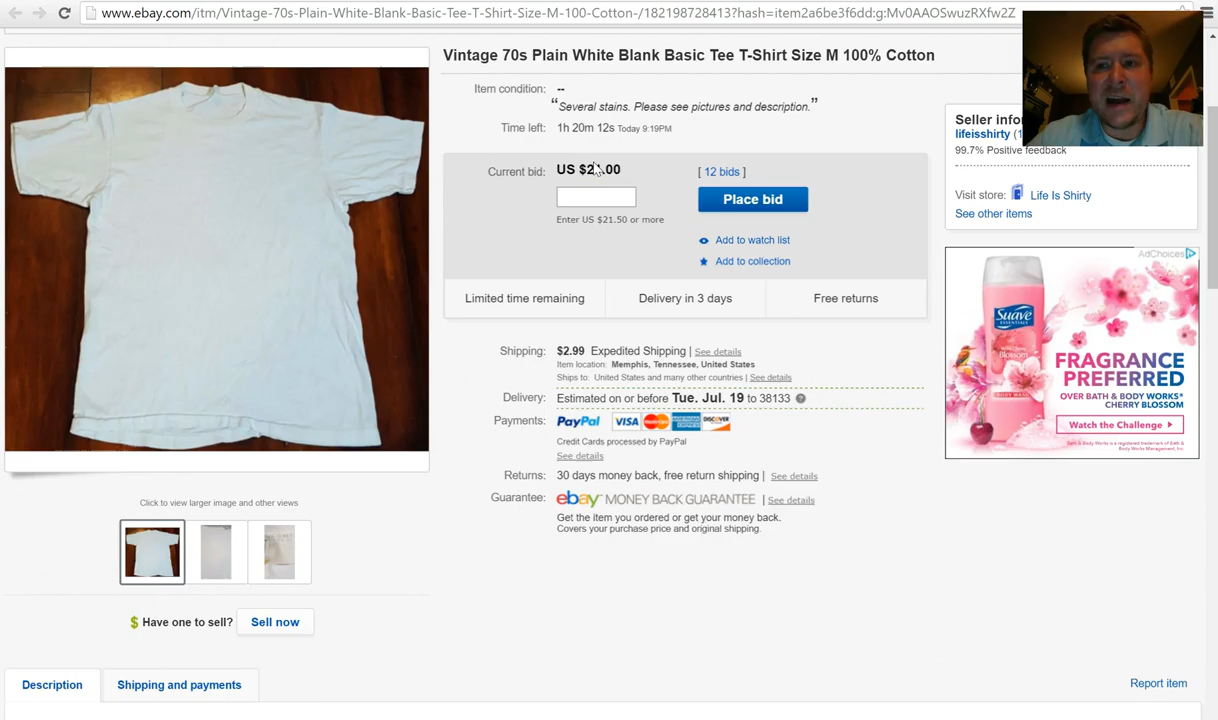 www.ebay.com/itm/Vintage-70s-Plain-White-Blank-Basic-Tee-T-Shirt-Size-M-100-Cotton-/182198728413?hash=item2a6be3f6dd:g:Mv0AAOSwuzRXfw2Z
Vintage 70s Plain White Blank Basic Tee T-Shirt Size M 100% Cotton
Item condition: --
"Several stains. Please see pictures and description."
Time left: 1h 20m 12s Today 9:19PM
Current bid: US
[ 12 bids ]
Place bid
Enter US $21.50 or more
Add to watch list
Add to collection
Limited time remaining
Delivery in 3 days
Free returns
Shipping: $2.99 Expedited Shipping | See details
Item location: Memphis, Tennessee, United States
Ships to: United States and many other countries | See details
Delivery: Estimated on or before Tue. Jul. 19 to 38133
Payments: PayPal VISA MasterCard AMERICAN EXPRESS DISCOVER
Credit Cards processed by PayPal
See details
Returns: 30 days money back, free return shipping | See details
Guarantee: ebay MONEY BACK GUARANTEE | See details
Get the item you ordered or get your money back.
Covers your purchase price and original shipping.
Click to view larger image and other views
$ Have one to sell? Sell now
Description
Shipping and payments
Report item
Seller
lifeisshirty
99.7% Positive feedback
Visit store: Life Is Shirty
See other items
AdChoices
Suave
ESSENTIALS
FRAGRANCE
PREFERRED
OVER BATH & BODY WORKS®
CHERRY BLOSSOM
Watch the Challenge